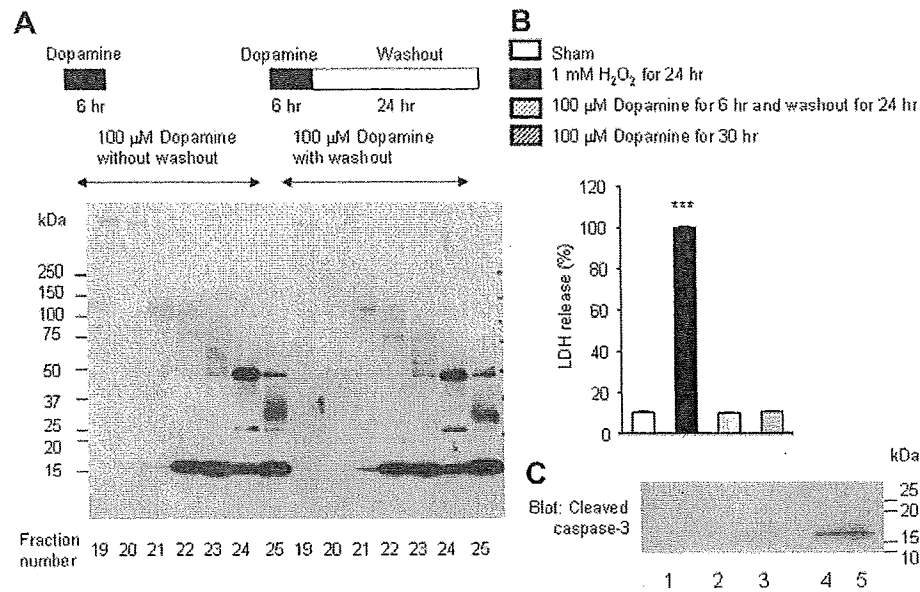 A
Dopamine
6 hr
Dopamine Washout
6 hr 24 hr
100 µM Dopamine without washout
100 µM Dopamine with washout
kDa
250
150
100
75
50
37
25
20
15
Fraction number
19 20 21 22 23 24 25 19 20 21 22 23 24 25
B
Sham
1 mM H₂O₂ for 24 hr
100 µM Dopamine for 6 hr and washout for 24 hr
100 µM Dopamine for 30 hr
LDH release (%)
120
100
80
60
40
20
0
***
C
Blot: Cleaved caspase-3
kDa
25
20
15
10
1 2 3 4 5